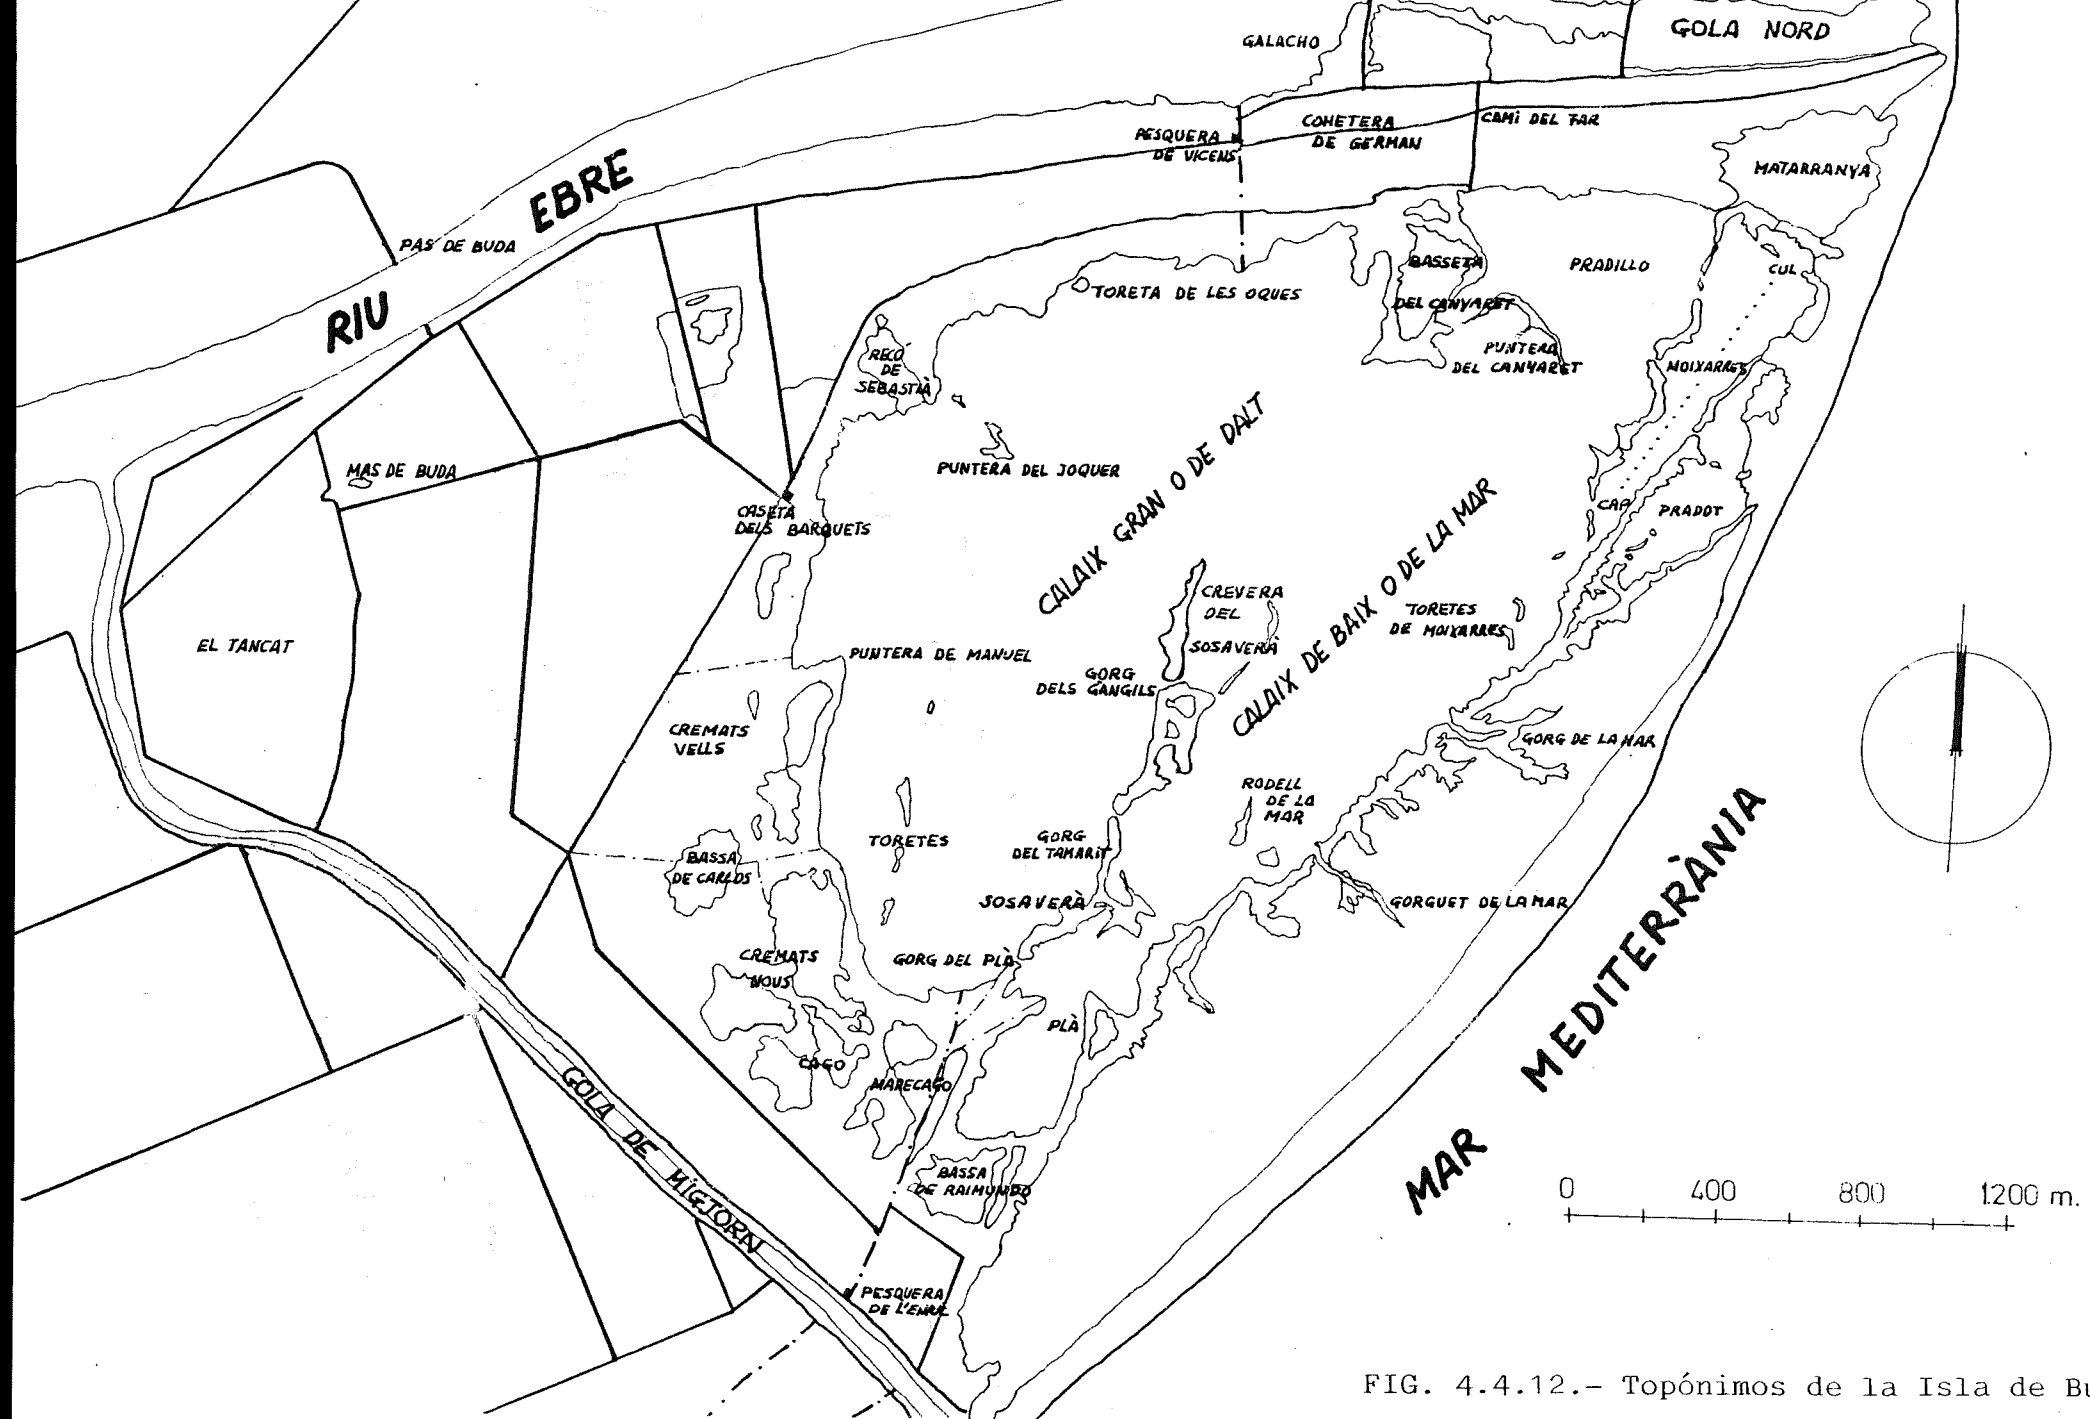 GALACHO
GOLA NORD
PESQUERA
DE VICENS
COHETERA
DE GERMAN
CAMÍ DEL FAR
MATARRANYA
RIU EBRE
PAS DE BUDA
TORETA DE LES OQUES
BASSETA
DEL CANYARET
PRADILLO
CUL
RECÓ
DE
SEBASTIÀ
PUNTERA
DEL CANYARET
MOIXARRES
MAS DE BUDA
PUNTERA DEL JOQUER
CALAIX GRAN O DE DALT
CASETA
DELS BARQUETS
CAP
PRADOT
CALAIX DE BAIX O DE LA MAR
CREVERA
DEL
SOSAVERÀ
TORETES
DE MOIXARRES
EL TANCAT
PUNTERA DE MANUEL
GORG
DELS GANGILS
CREMATS
VELLS
GORG DE LA MAR
RODELL
DE LA
MAR
TORETES
GORG
DEL TAMARIT
BASSA
DE CARLOS
SOSAVERÀ
GORGUET DE LA MAR
CREMATS
NOUS
GORG DEL PLÀ
PLÀ
CAGO
MARECAGO
MAR MEDITERRÀNIA
GOLA DE MIGJORN
BASSA
DE RAIMUNDO
0 400 800 1.200 m.
PESQUERA
DE L'
FIG. 4.4.12.- Topónimos de la Isla de Bu